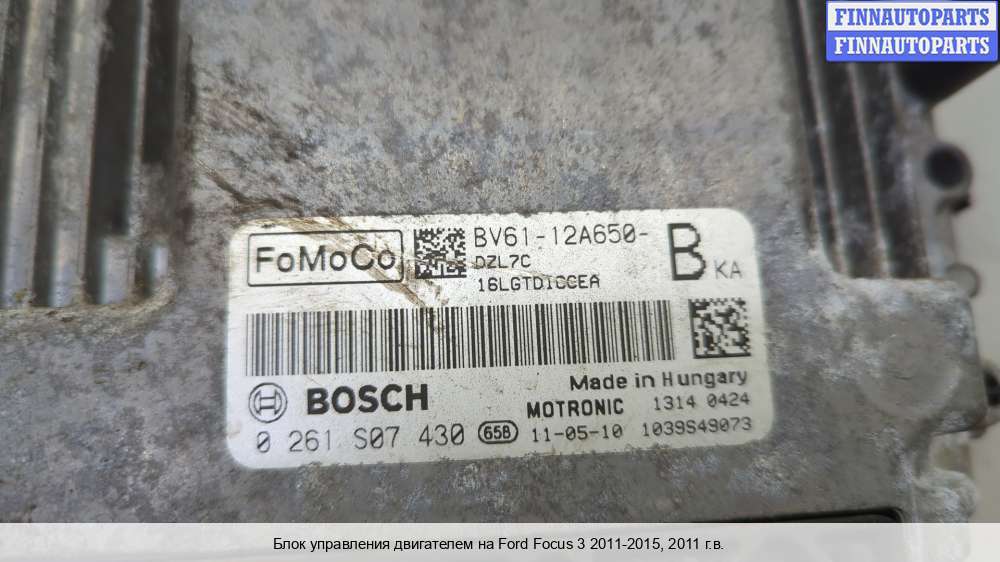 FINNAUTOPARTS
FINNAUTOPARTS
FoMoCo
BV61-12A650-
B KA
DZL7C
16LGTDICCEA
Made in Hungary
BOSCH
MOTRONIC 1314 0424
0 261 S07 430 65B 11-05-10 1039S49073
Блок управления двигателем на Ford Focus 3 2011-2015, 2011 г.в.